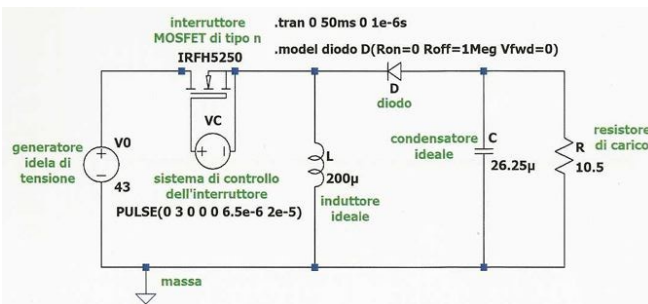 interruttore
MOSFET di tipo n
IRFH5250
.tran 0 50ms 0 1e-6s
.model diodo D(Ron=0 Roff=1Meg Vfwd=0)
D
diodo
VC
V0
generatore
idela di
tensione
43
sistema di controllo
dell'interruttore
PULSE(0 3 0 0 0 6.5e-6 2e-5)
L
200µ
induttore
ideale
condensatore
ideale
C
26.25µ
resistore
di carico
R
10.5
massa